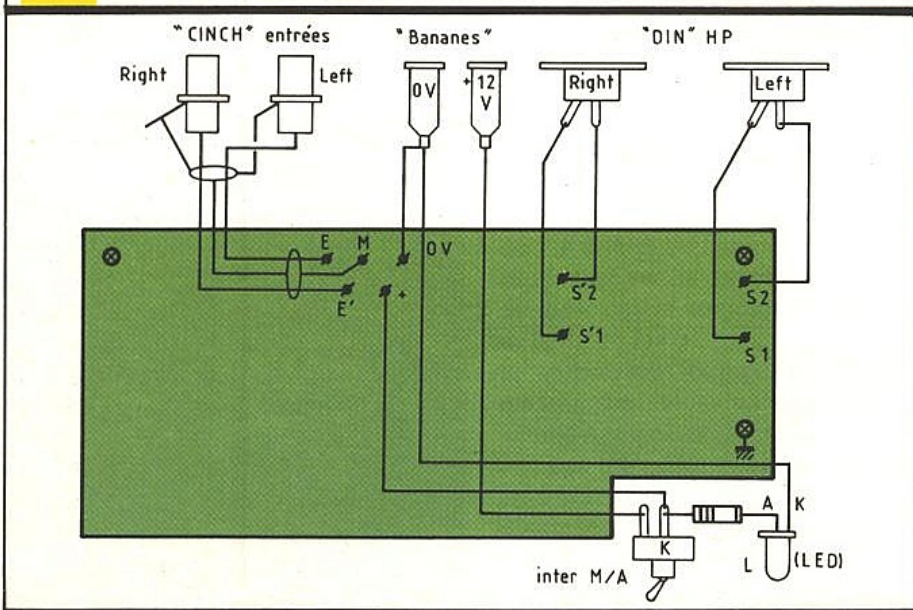 "CINCH" entrées
"Bananes"
"DIN" HP
Right
Left
0V
+ 12 V
Right
Left
E
M
0V
E'
+
S'2
S'1
S2
S1
A
K
K
L
(LED)
inter M/A